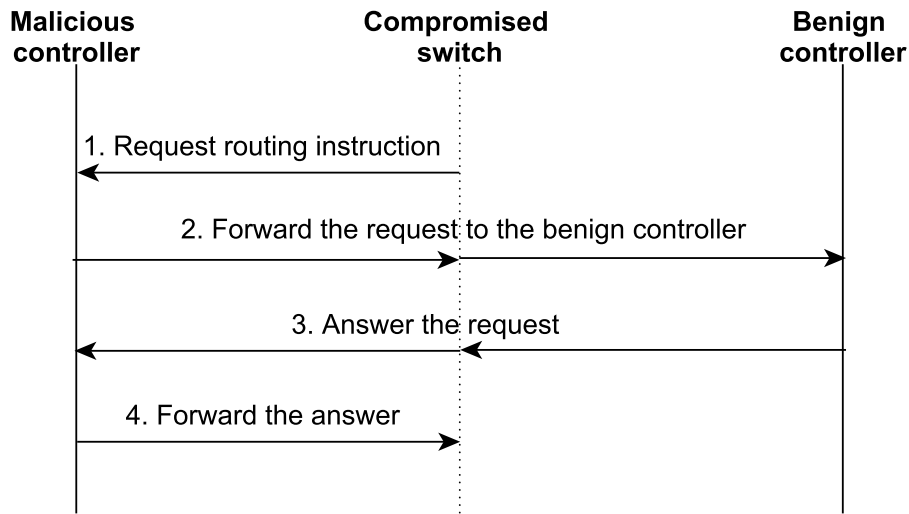 Malicious
controller
Compromised
switch
Benign
controller
1. Request routing instruction
2. Forward the request to the benign controller
3. Answer the request
4. Forward the answer